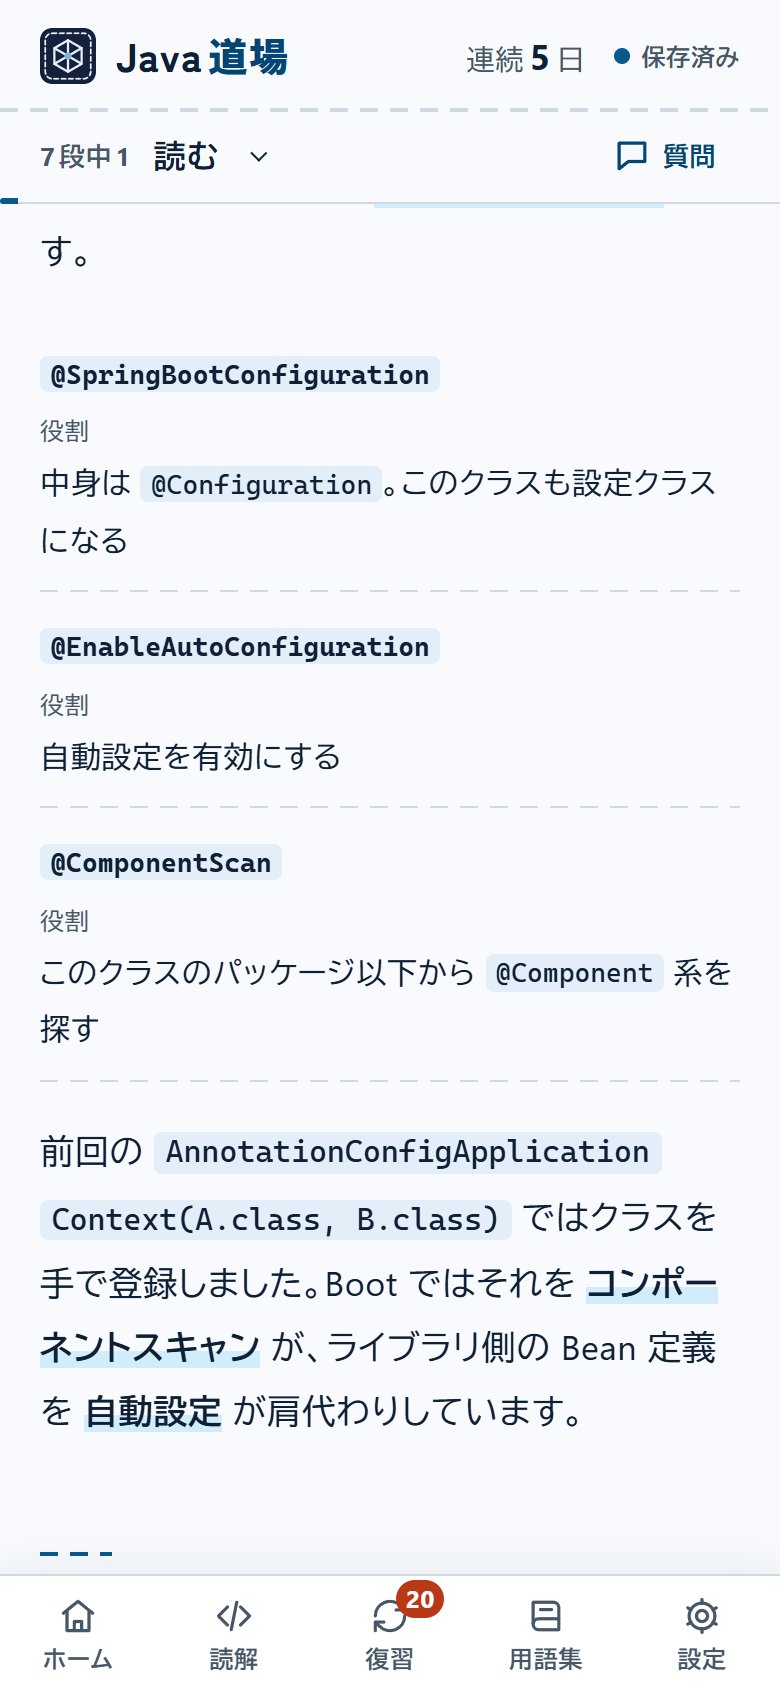 Java道場
連続 5 日
保存済み
7段中1 読む
質問
す。
@SpringBootConfiguration
役割
中身は @Configuration。このクラスも設定クラス
になる
@EnableAutoConfiguration
役割
自動設定を有効にする
@ComponentScan
役割
このクラスのパッケージ以下から @Component 系を
探す
前回の AnnotationConfigApplication
Context(A.class, B.class) ではクラスを
手で登録しました。Boot ではそれを コンポー
ネントスキャン が、ライブラリ側の Bean 定義
を 自動設定 が肩代わりしています。
20
ホーム
読解
復習
用語集
設定